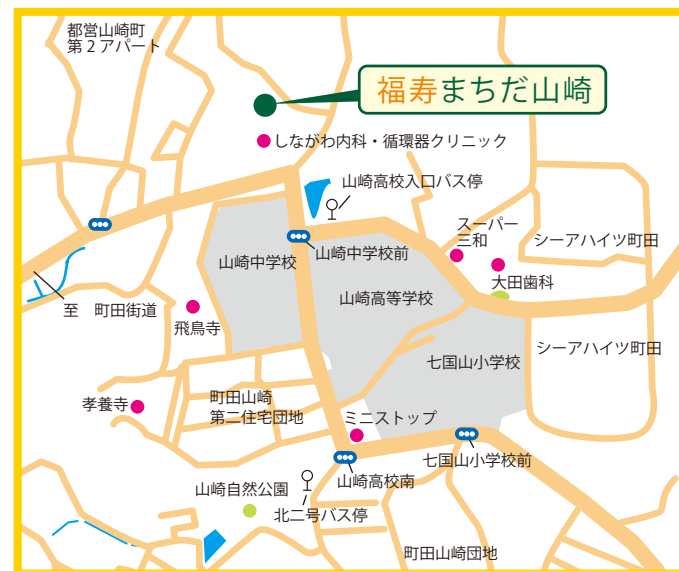 都営山崎町
第2アパート
福寿まちだ山崎
しながわ内科・循環器クリニック
山崎高校入口バス停
スーパー
三和
シーアハイツ町田
山崎中学校
山崎中学校前
大田歯科
山崎高等学校
至　町田街道
飛鳥寺
七国山小学校
シーアハイツ町田
孝養寺
町田山崎
第二住宅団地
ミニストップ
七国山小学校前
山崎高校南
山崎自然公園
北二号バス停
町田山崎団地